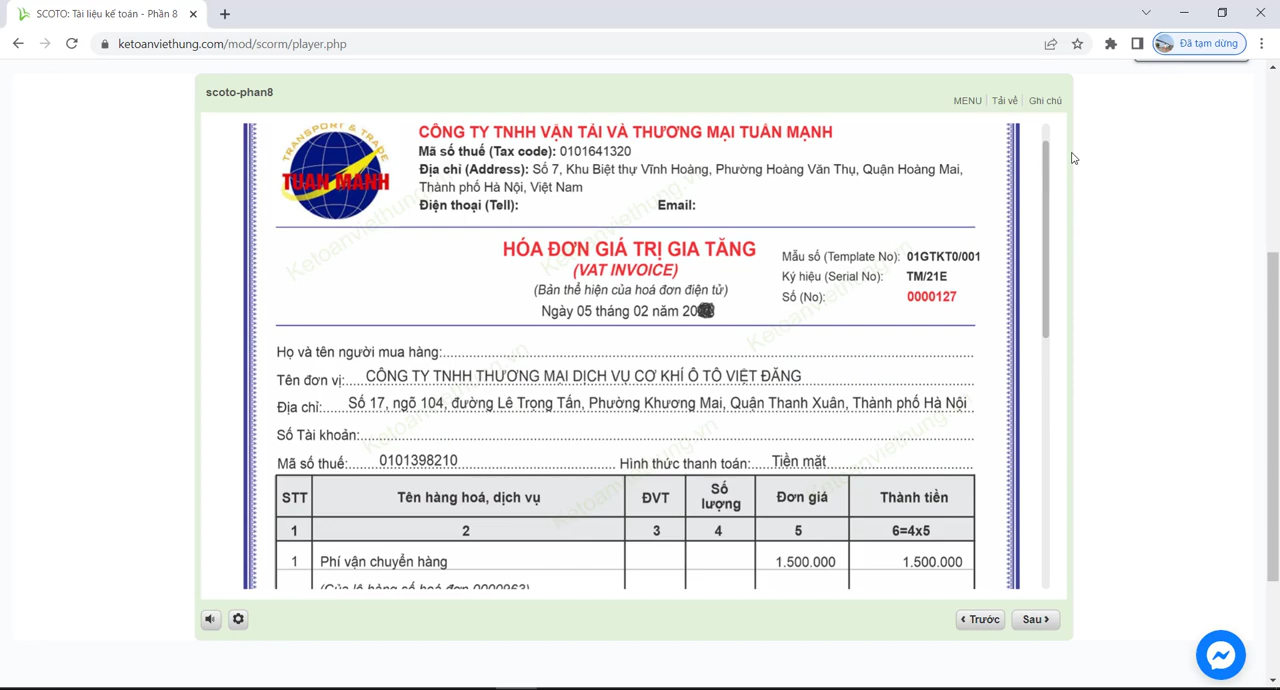 SCOTO: Tài liệu kế toán - Phần 8
ketoanviethung.com/mod/scorm/player.php
Đã tạm dừng
scoto-phan8
MENU Tải về Ghi chú
TRANSPORT & TRADE
TUAN MANH
CÔNG TY TNHH VẬN TẢI VÀ THƯƠNG MẠI TUẤN MẠNH
Mã số thuế (Tax code): 0101641320
Địa chỉ (Address): Số 7, Khu Biệt thự Vĩnh Hoàng, Phường Hoàng Văn Thụ, Quận Hoàng Mai,
Thành phố Hà Nội, Việt Nam
Điện thoại (Tell): Email:
HÓA ĐƠN GIÁ TRỊ GIA TĂNG
(VAT INVOICE)
(Bản thể hiện của hoá đơn điện tử)
Ngày 05 tháng 02 năm 20
Mẫu số (Template No): 01GTKT0/001
Ký hiệu (Serial No): TM/21E
Số (No): 0000127
Họ và tên người mua hàng:
Tên đơn vị: CÔNG TY TNHH THƯƠNG MẠI DỊCH VỤ CƠ KHÍ Ô TÔ VIỆT ĐĂNG
Địa chỉ: Số 17, ngõ 104, đường Lê Trọng Tấn, Phường Khương Mai, Quận Thanh Xuân, Thành phố Hà Nội
Số Tài khoản:
Mã số thuế: 0101398210 Hình thức thanh toán: Tiền mặt
STT Tên hàng hoá, dịch vụ ĐVT Số lượng Đơn giá Thành tiền
1 2 3 4 5 6=4x5
1 Phí vận chuyển hàng 1.500.000 1.500.000
(Của lô hàng số hoá đơn 0000963)
Ketoanviethung.vn
‹ Trước Sau ›